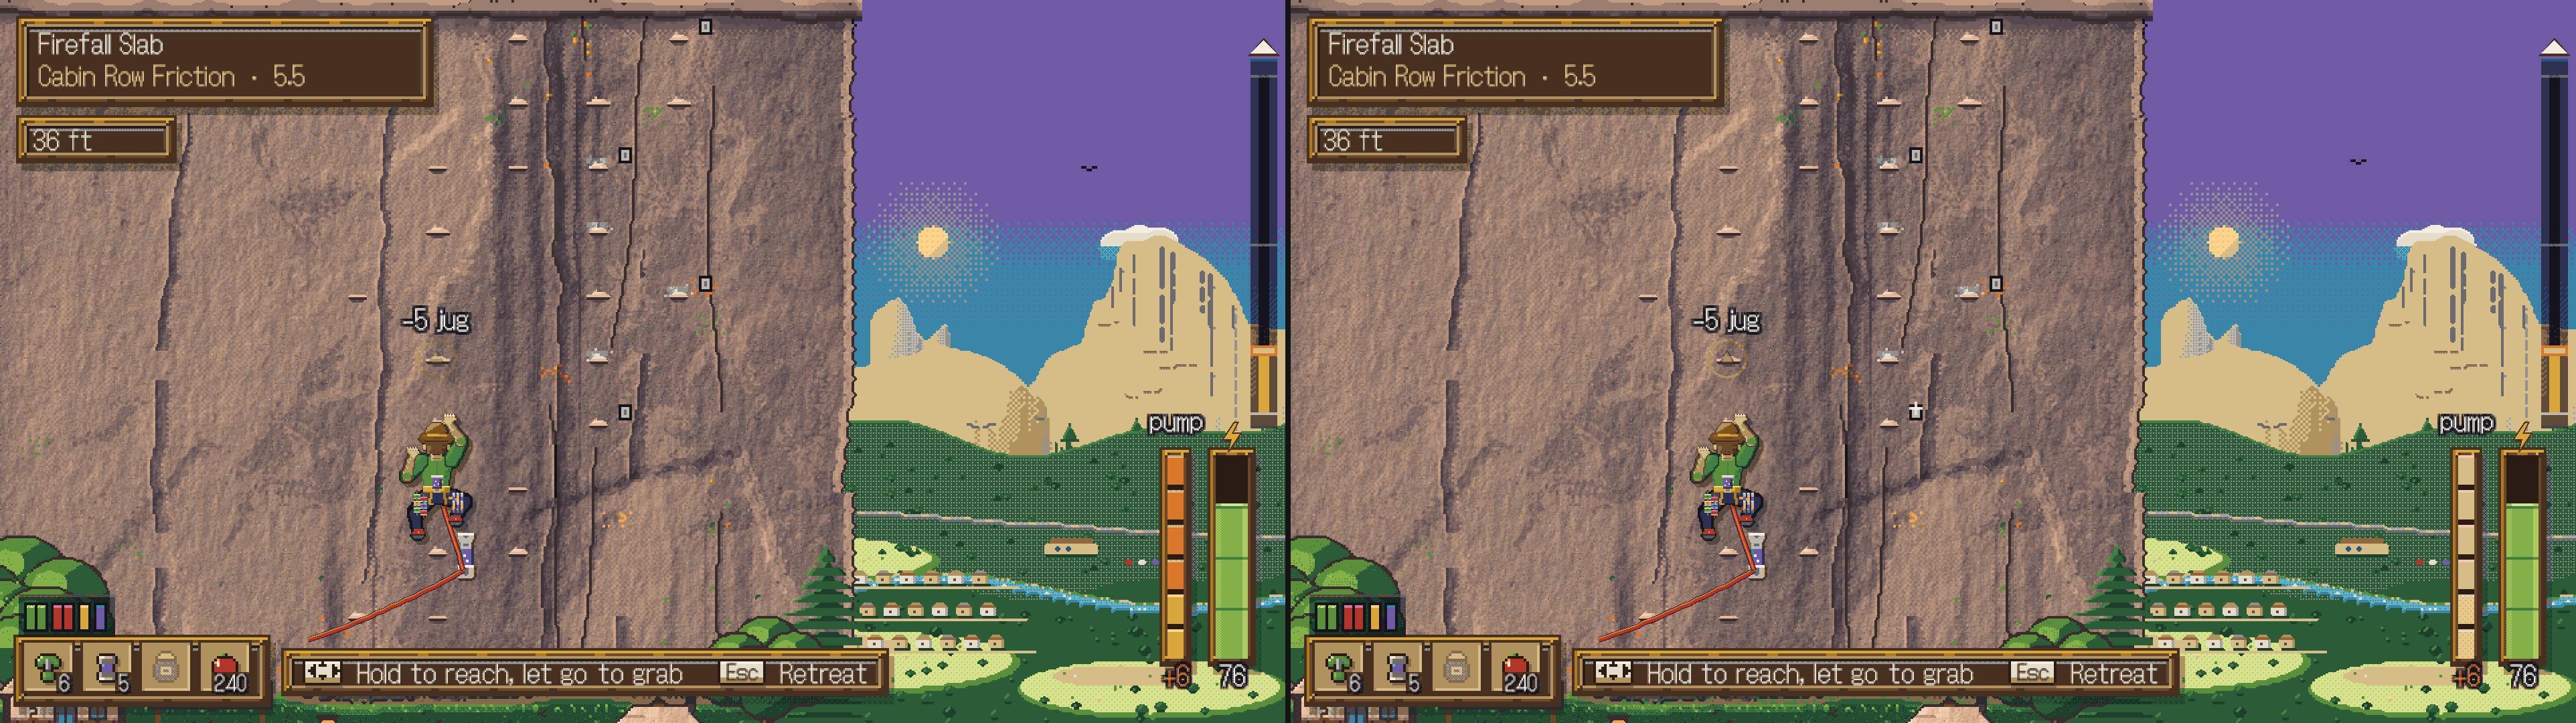 Firefall Slab
Cabin Row Friction · 5.5
36 ft
-5 jug
pump
6
5
240
Hold to reach, let go to grab
Esc Retreat
+6
76
Firefall Slab
Cabin Row Friction · 5.5
36 ft
-5 jug
pump
6
5
240
Hold to reach, let go to grab
Esc Retreat
+6
76